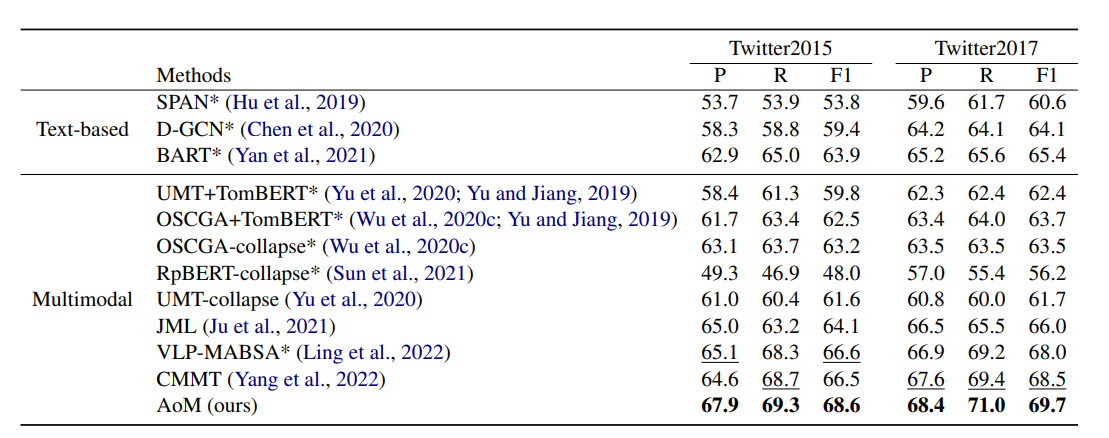 Twitter2015 Twitter2017
Methods P R F1 P R F1
SPAN* (Hu et al., 2019) 53.7 53.9 53.8 59.6 61.7 60.6
Text-based D-GCN* (Chen et al., 2020) 58.3 58.8 59.4 64.2 64.1 64.1
BART* (Yan et al., 2021) 62.9 65.0 63.9 65.2 65.6 65.4
UMT+TomBERT* (Yu et al., 2020; Yu and Jiang, 2019) 58.4 61.3 59.8 62.3 62.4 62.4
OSCGA+TomBERT* (Wu et al., 2020c; Yu and Jiang, 2019) 61.7 63.4 62.5 63.4 64.0 63.7
OSCGA-collapse* (Wu et al., 2020c) 63.1 63.7 63.2 63.5 63.5 63.5
RpBERT-collapse* (Sun et al., 2021) 49.3 46.9 48.0 57.0 55.4 56.2
Multimodal UMT-collapse (Yu et al., 2020) 61.0 60.4 61.6 60.8 60.0 61.7
JML (Ju et al., 2021) 65.0 63.2 64.1 66.5 65.5 66.0
VLP-MABSA* (Ling et al., 2022) 65.1 68.3 66.6 66.9 69.2 68.0
CMMT (Yang et al., 2022) 64.6 68.7 66.5 67.6 69.4 68.5
AoM (ours) 67.9 69.3 68.6 68.4 71.0 69.7